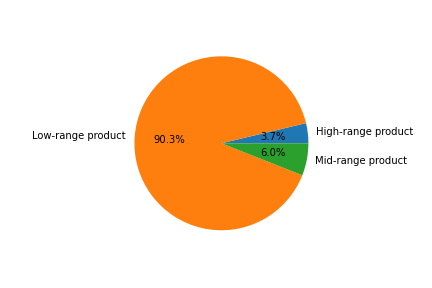 High-range product
3.7%
Low-range product
90.3%
6.0%
Mid-range product